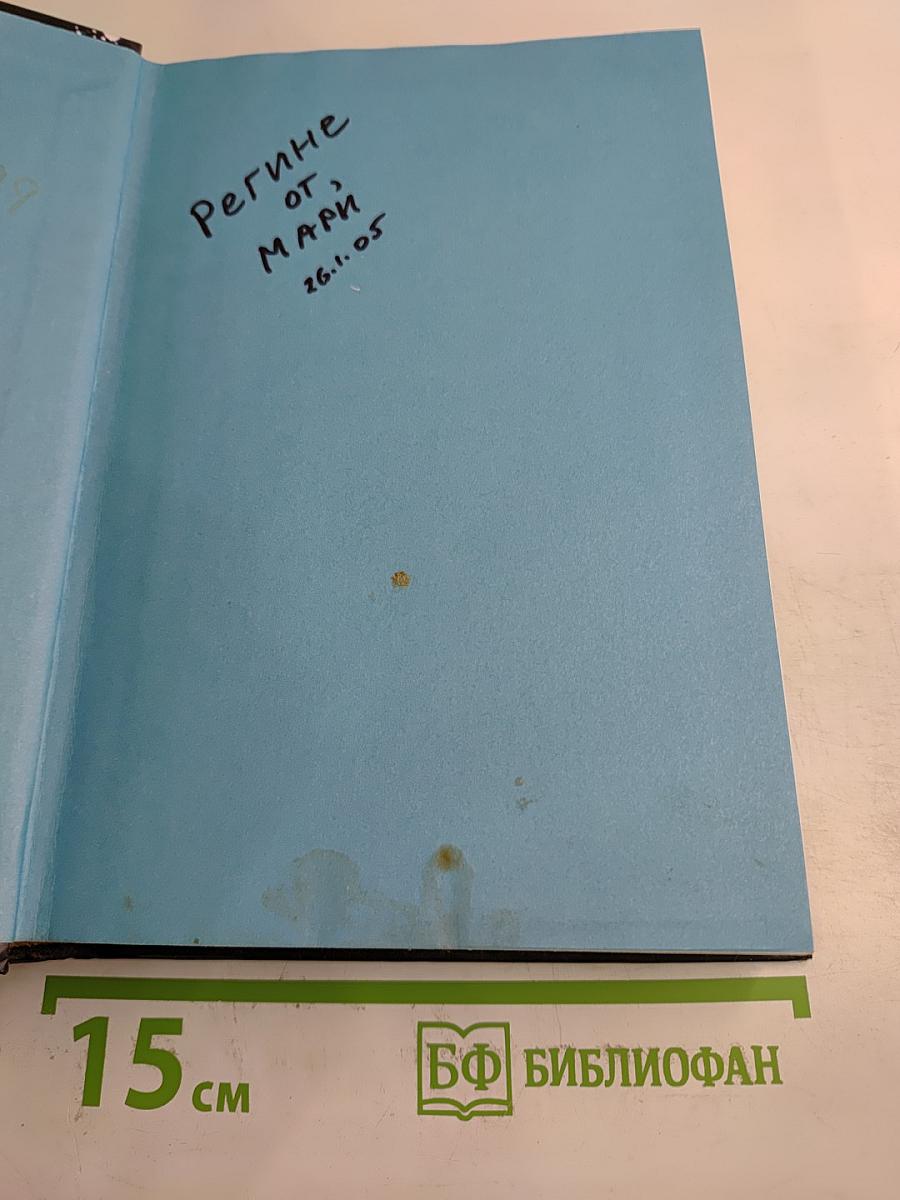 Регине
от
МАРИ
26.1.05
15 см
БФ БИБЛИОФАН